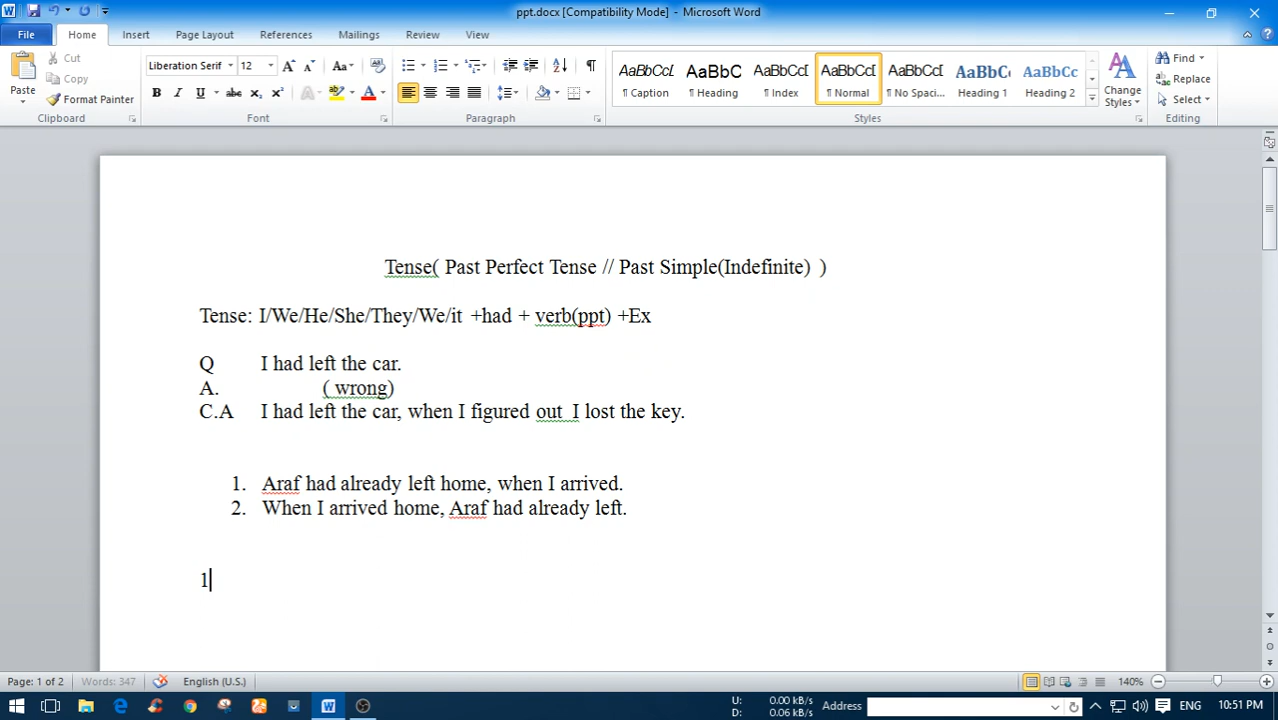 ppt.docx [Compatibility Mode] - Microsoft Word
File Home Insert Page Layout References Mailings Review View
Paste Cut Copy Format Painter Clipboard
Liberation Serif 12 Aa
B I U abc x₂ x² A ab A Font
Paragraph
AaBbCcI AaBbC AaBbCcI AaBbCcI AaBbCcI AaBbCc AaBbCc
Caption ¶ Heading ¶ Index ¶ Normal ¶ No Spaci... Heading 1 Heading 2
Styles
Change Styles
Find Replace Select Editing
Tense( Past Perfect Tense // Past Simple(Indefinite) )
Tense: I/We/He/She/They/We/it +had + verb(ppt) +Ex
Q I had left the car.
A. ( wrong)
C.A I had left the car, when I figured out I lost the key.
1. Araf had already left home, when I arrived.
2. When I arrived home, Araf had already left.
1
Page: 1 of 2 Words: 347 English (U.S.) 140%
U: 0.00 kB/s
D: 0.06 kB/s
Address ENG 10:51 PM